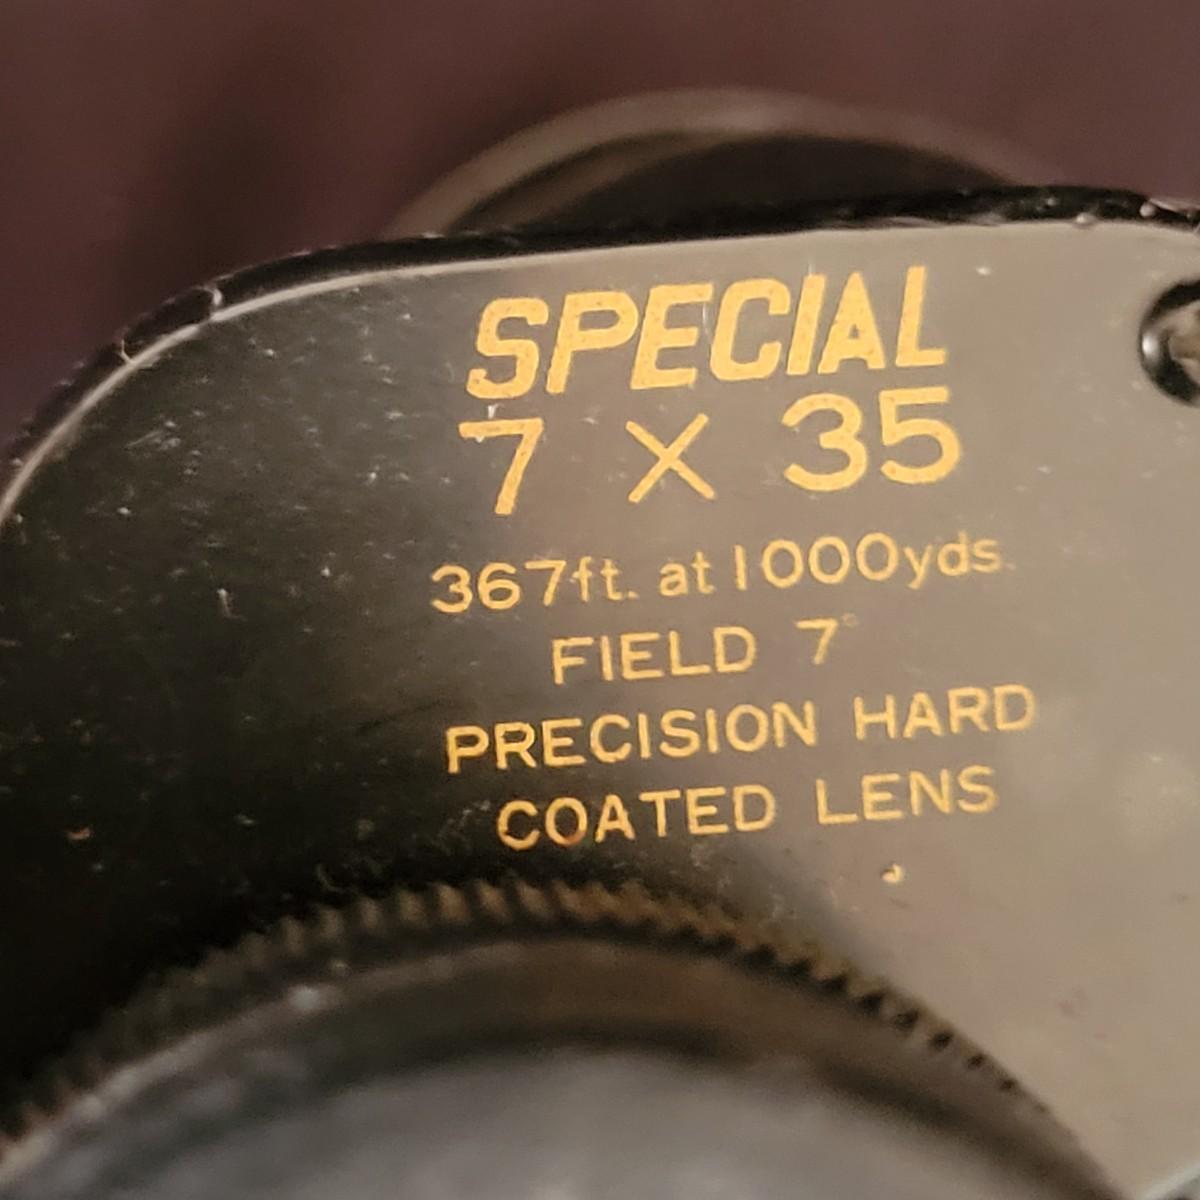 SPECIAL
7 × 35
367ft. at 1000yds.
FIELD 7°
PRECISION HARD
COATED LENS